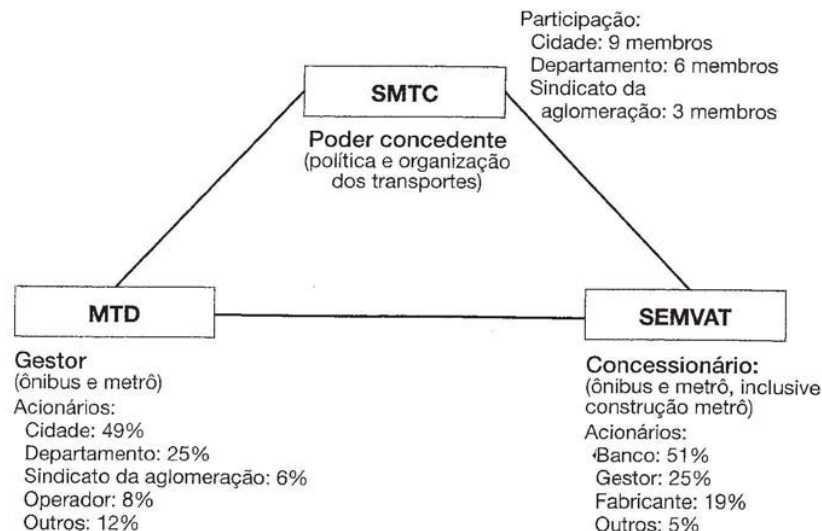 Participação:
Cidade: 9 membros
Departamento: 6 membros
Sindicato da
aglomeração: 3 membros
SMTC
Poder concedente
(política e organização
dos transportes)
MTD
Gestor
(ônibus e metrô)
Acionários:
Cidade: 49%
Departamento: 25%
Sindicato da aglomeração: 6%
Operador: 8%
Outros: 12%
SEMVAT
Concessionário:
(ônibus e metrô, inclusive
construção metrô)
Acionários:
Banco: 51%
Gestor: 25%
Fabricante: 19%
Outros: 5%